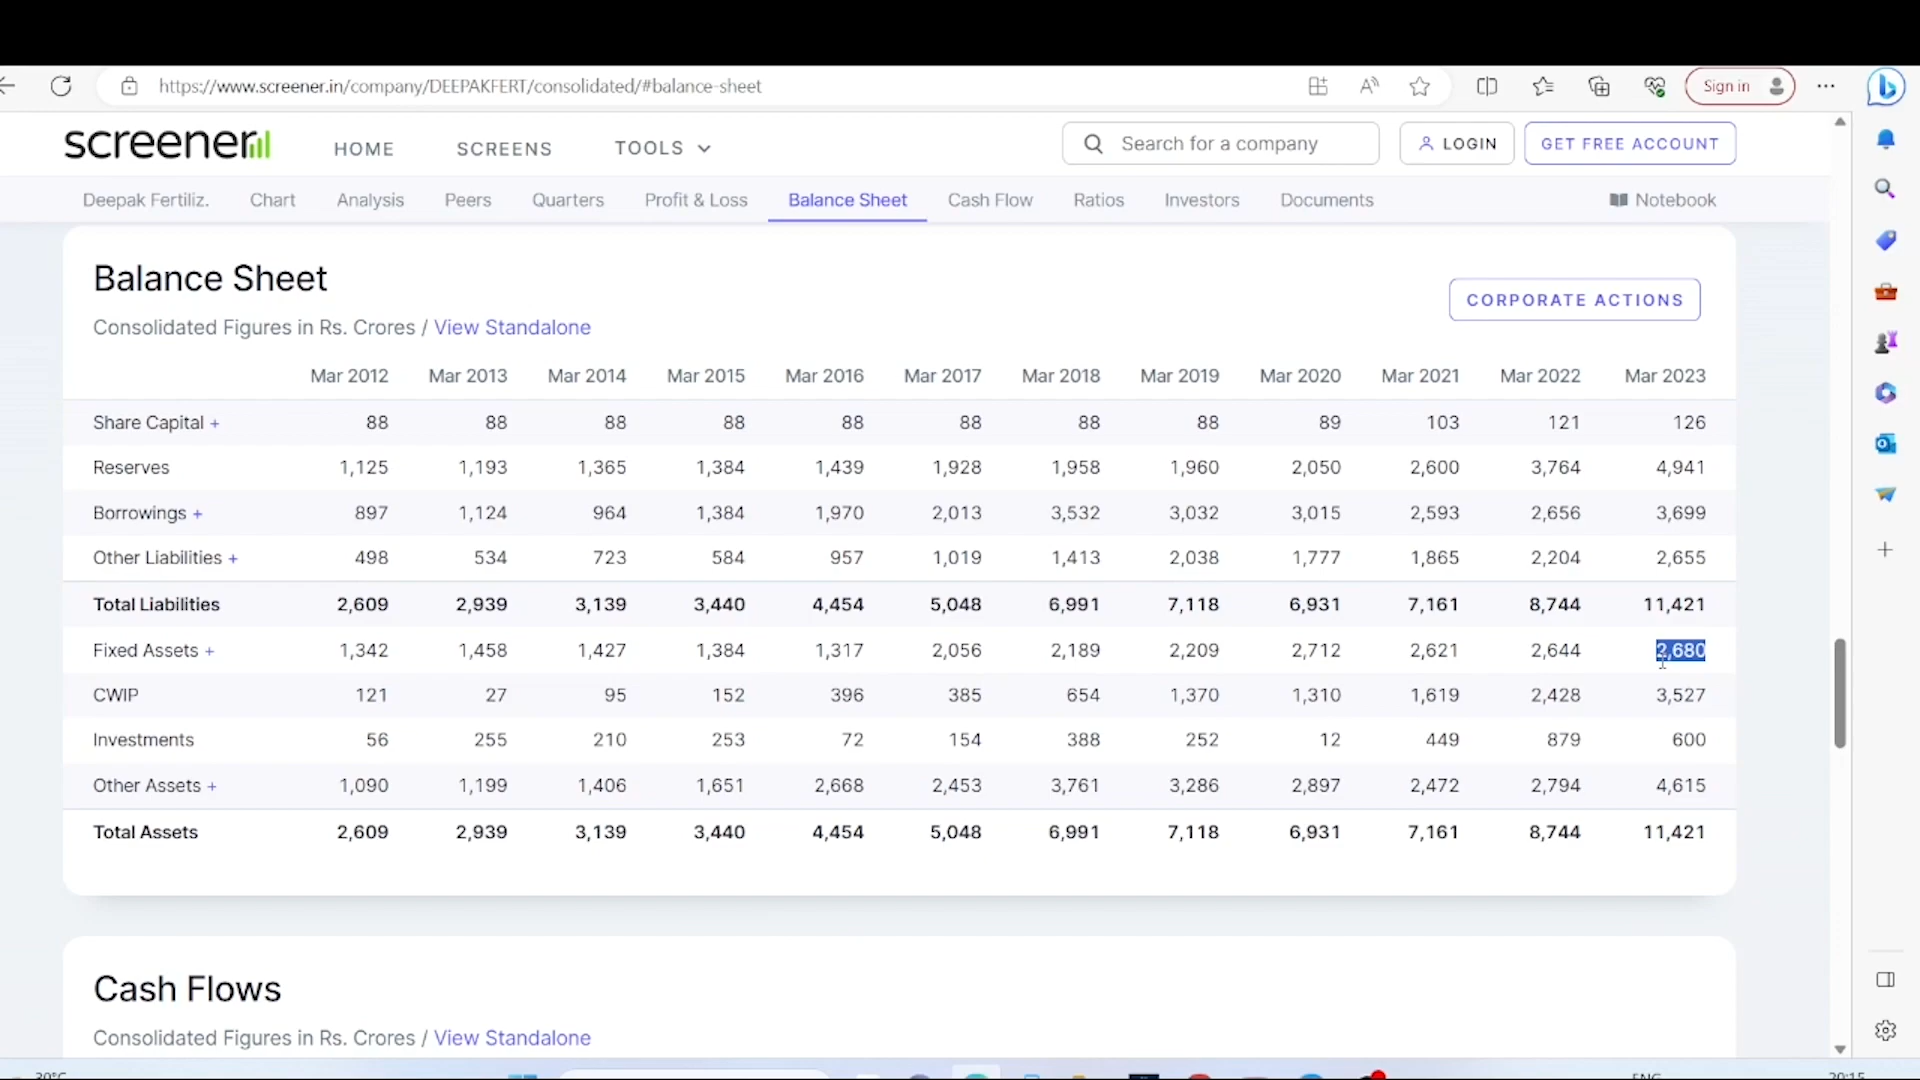 https://www.screener.in/company/DEEPAKFERT/consolidated/#balance-sheet
Sign in
screener
HOME SCREENS TOOLS Search for a company LOGIN GET FREE ACCOUNT
Deepak Fertiliz. Chart Analysis Peers Quarters Profit & Loss Balance Sheet Cash Flow Ratios Investors Documents Notebook
Balance Sheet
CORPORATE ACTIONS
Consolidated Figures in Rs. Crores / View Standalone
Mar 2012 Mar 2013 Mar 2014 Mar 2015 Mar 2016 Mar 2017 Mar 2018 Mar 2019 Mar 2020 Mar 2021 Mar 2022 Mar 2023
Share Capital + 88 88 88 88 88 88 88 88 89 103 121 126
Reserves 1,125 1,193 1,365 1,384 1,439 1,928 1,958 1,960 2,050 2,600 3,764 4,941
Borrowings + 897 1,124 964 1,384 1,970 2,013 3,532 3,032 3,015 2,593 2,656 3,699
Other Liabilities + 498 534 723 584 957 1,019 1,413 2,038 1,777 1,865 2,204 2,655
Total Liabilities 2,609 2,939 3,139 3,440 4,454 5,048 6,991 7,118 6,931 7,161 8,744 11,421
Fixed Assets + 1,342 1,458 1,427 1,384 1,317 2,056 2,189 2,209 2,712 2,621 2,644 2,680
CWIP 121 27 95 152 396 385 654 1,370 1,310 1,619 2,428 3,527
Investments 56 255 210 253 72 154 388 252 12 449 879 600
Other Assets + 1,090 1,199 1,406 1,651 2,668 2,453 3,761 3,286 2,897 2,472 2,794 4,615
Total Assets 2,609 2,939 3,139 3,440 4,454 5,048 6,991 7,118 6,931 7,161 8,744 11,421
Cash Flows
Consolidated Figures in Rs. Crores / View Standalone
30°C ENG 20:15